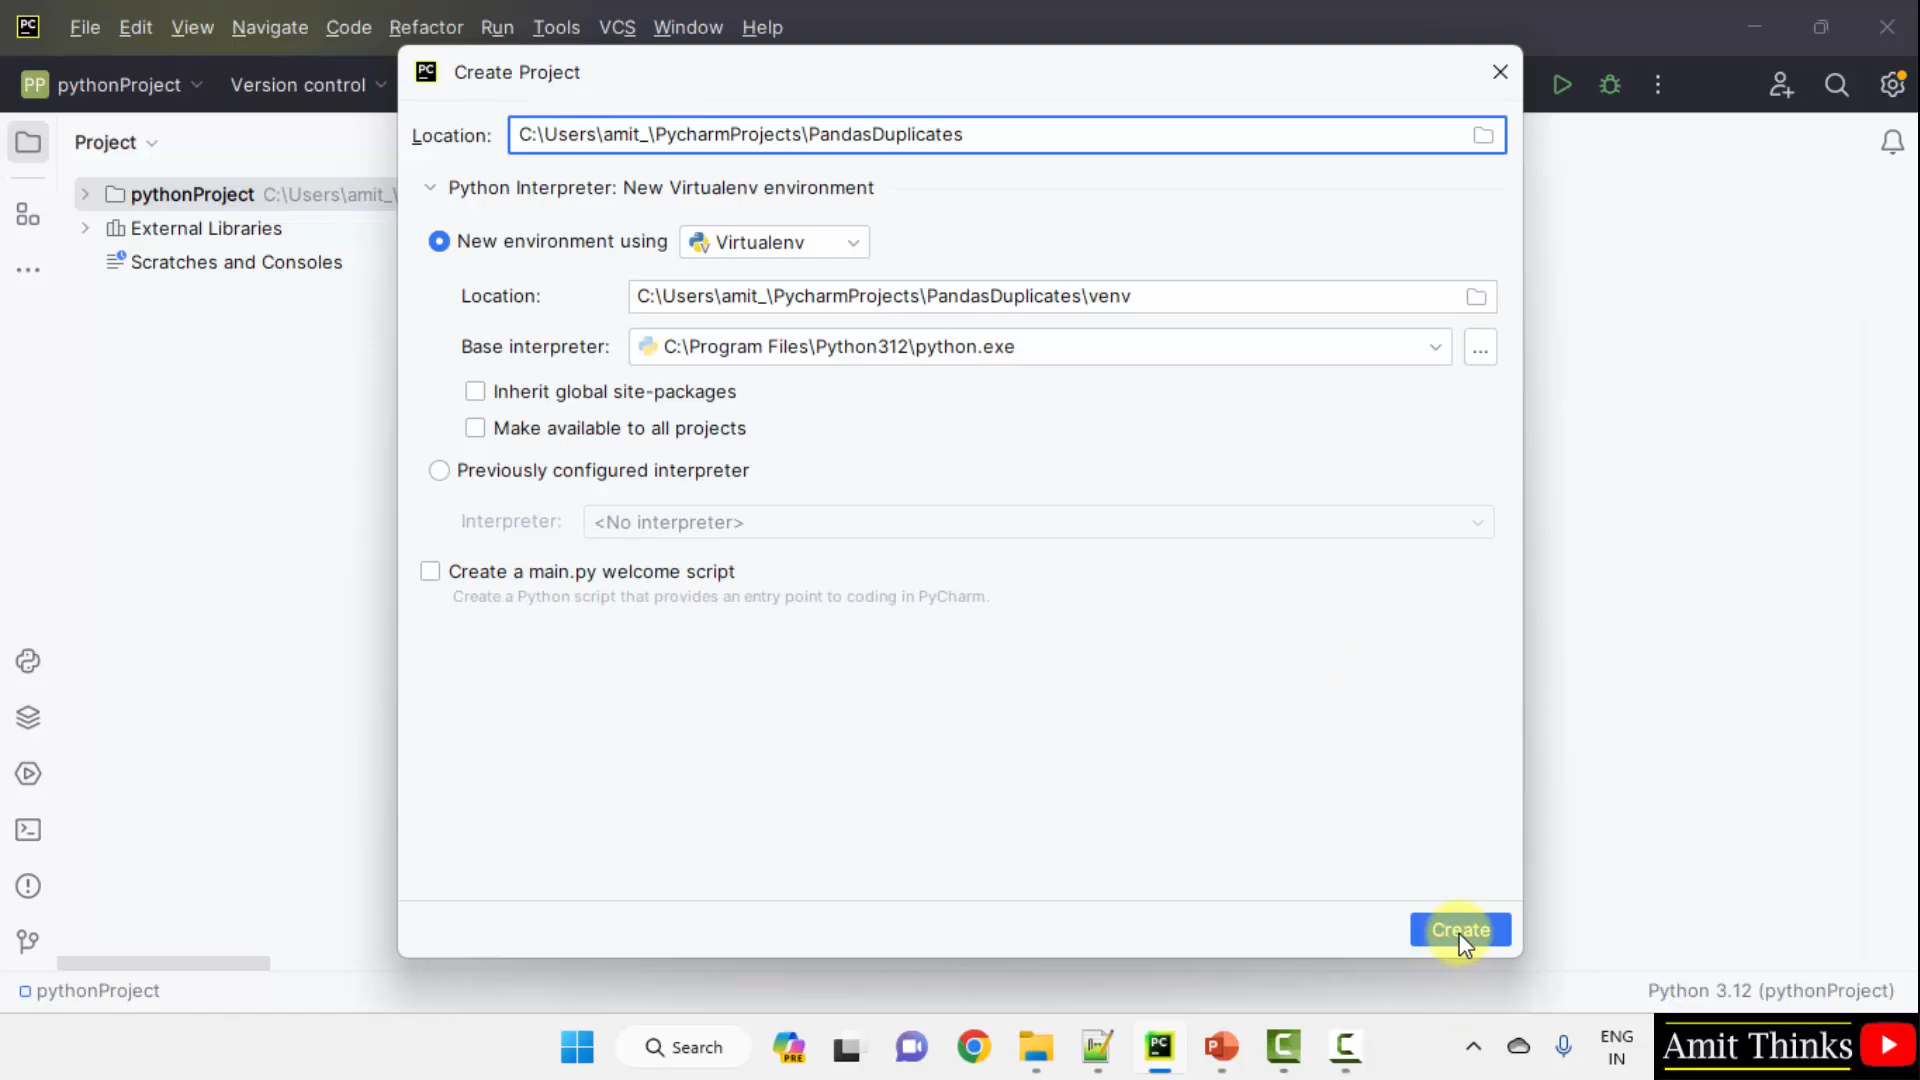 PC File Edit View Navigate Code Refactor Run Tools VCS Window Help
PP pythonProject Version control
PC Create Project
Project
Location: C:\Users\amit_\PycharmProjects\PandasDuplicates
Python Interpreter: New Virtualenv environment
pythonProject C:\Users\amit_\
External Libraries
Scratches and Consoles
New environment using Virtualenv
Location: C:\Users\amit_\PycharmProjects\PandasDuplicates\venv
Base interpreter: C:\Program Files\Python312\python.exe ...
Inherit global site-packages
Make available to all projects
Previously configured interpreter
Interpreter: <No interpreter>
Create a main.py welcome script
Create a Python script that provides an entry point to coding in PyCharm.
Create
pythonProject Python 3.12 (pythonProject)
Search PRE PC P C C ENG
IN
Amit Thinks